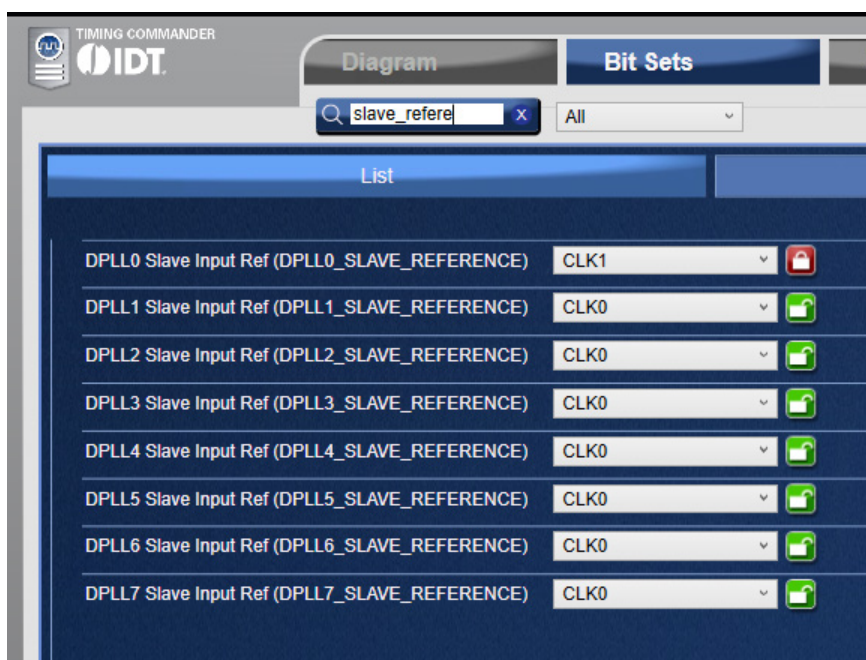 TIMING COMMANDER
IDT.
Diagram
Bit Sets
slave_refere
X
All
List
DPLL0 Slave Input Ref (DPLL0_SLAVE_REFERENCE) CLK1
DPLL1 Slave Input Ref (DPLL1_SLAVE_REFERENCE) CLK0
DPLL2 Slave Input Ref (DPLL2_SLAVE_REFERENCE) CLK0
DPLL3 Slave Input Ref (DPLL3_SLAVE_REFERENCE) CLK0
DPLL4 Slave Input Ref (DPLL4_SLAVE_REFERENCE) CLK0
DPLL5 Slave Input Ref (DPLL5_SLAVE_REFERENCE) CLK0
DPLL6 Slave Input Ref (DPLL6_SLAVE_REFERENCE) CLK0
DPLL7 Slave Input Ref (DPLL7_SLAVE_REFERENCE) CLK0